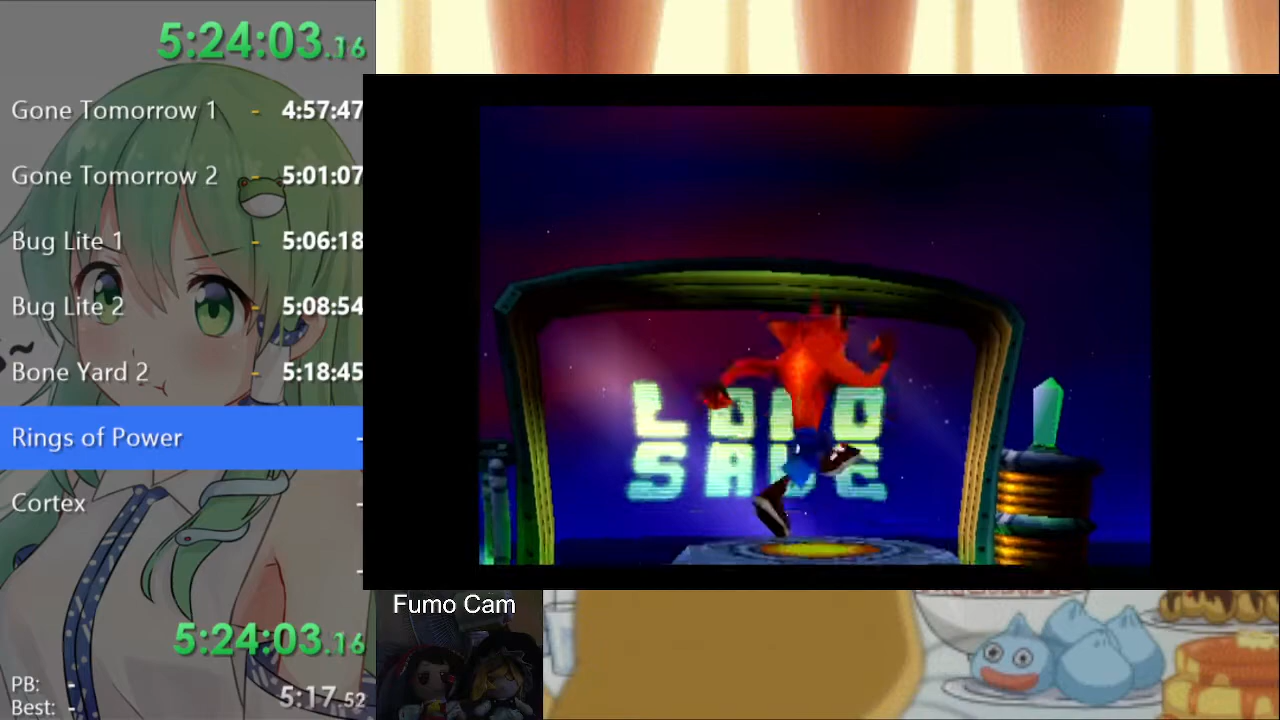 5:24:03.16
Gone Tomorrow 1 - 4:57:47
Gone Tomorrow 2 - 5:01:07
Bug Lite 1 - 5:06:18
Bug Lite 2 - 5:08:54
Bone Yard 2 - 5:18:45
Rings of Power -
Cortex -
-
5:24:03.16
PB: -
Best: -
5:17.52
LOAD
SAVE
Fumo Cam